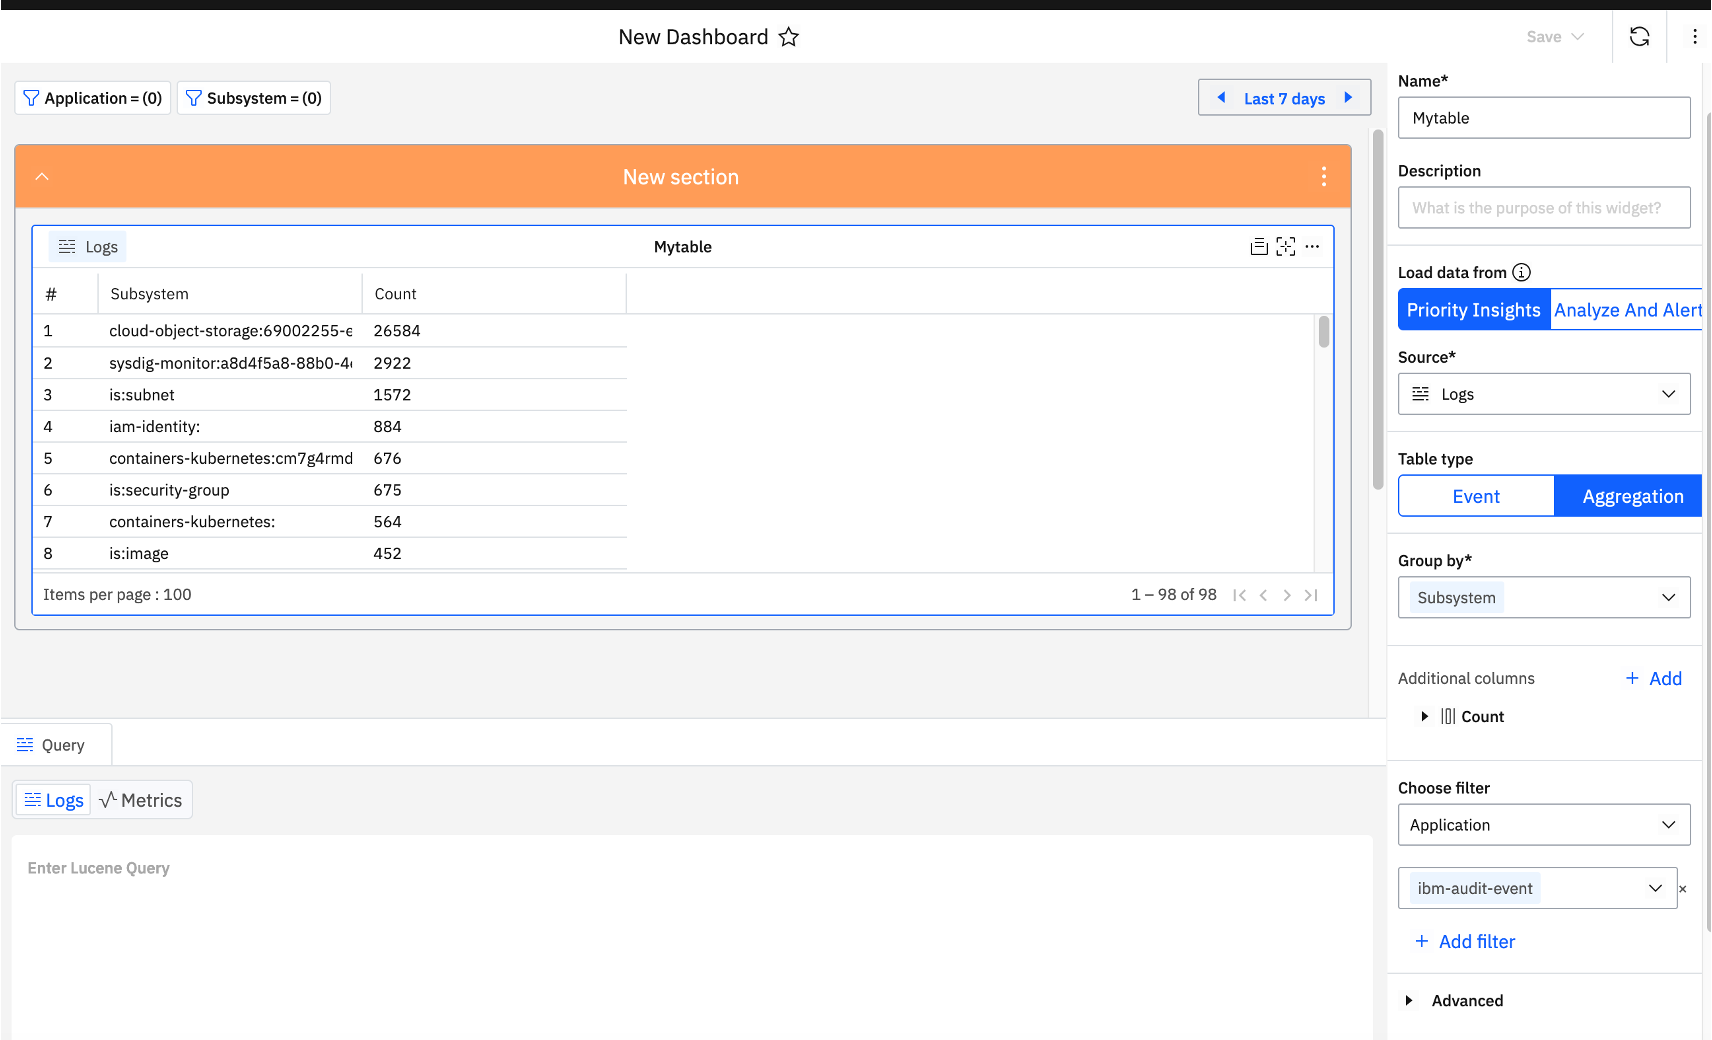 New Dashboard
Save
Application = (0)
Subsystem = (0)
Last 7 days
New section
Logs
Mytable
# Subsystem Count
1 cloud-object-storage:69002255-e 26584
2 sysdig-monitor:a8d4f5a8-88b0-4 2922
3 is:subnet 1572
4 iam-identity: 884
5 containers-kubernetes:cm7g4rmd 676
6 is:security-group 675
7 containers-kubernetes: 564
8 is:image 452
Items per page : 100
1 – 98 of 98
Query
Logs
Metrics
Enter Lucene Query
Name*
Mytable
Description
What is the purpose of this widget?
Load data from
Priority Insights
Analyze And Alert
Source*
Logs
Table type
Event
Aggregation
Group by*
Subsystem
Additional columns
+ Add
Count
Choose filter
Application
ibm-audit-event
×
+ Add filter
Advanced